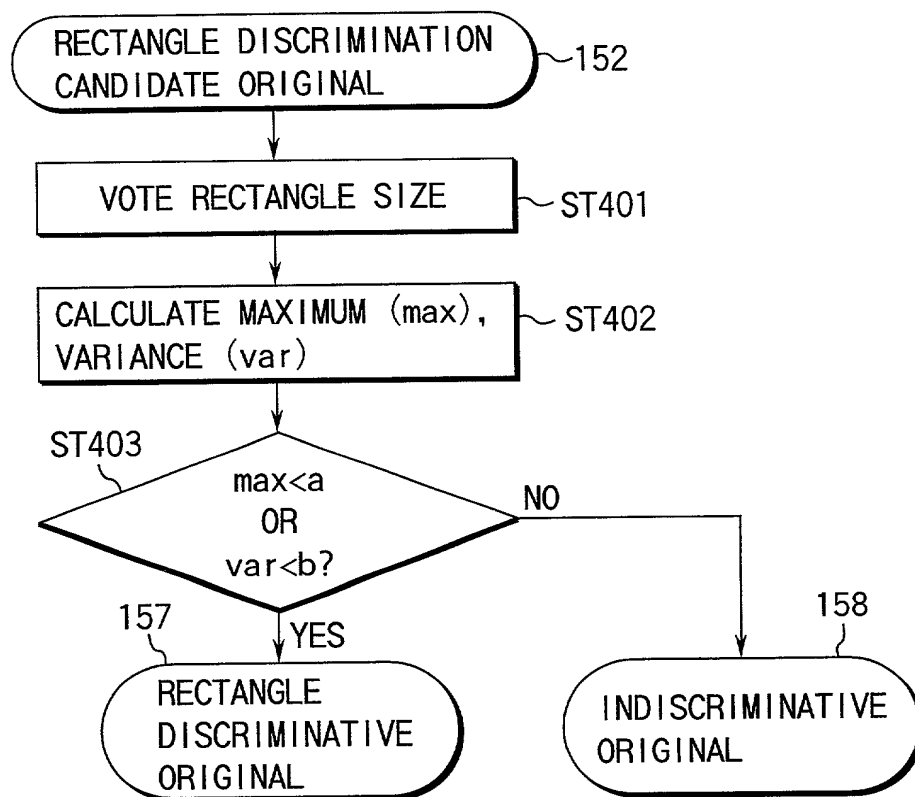 RECTANGLE DISCRIMINATION
CANDIDATE ORIGINAL
152
VOTE RECTANGLE SIZE
ST401
CALCULATE MAXIMUM (max),
VARIANCE (var)
ST402
ST403
max<a
OR
var<b?
NO
YES
157
RECTANGLE
DISCRIMINATIVE
ORIGINAL
158
INDISCRIMINATIVE
ORIGINAL